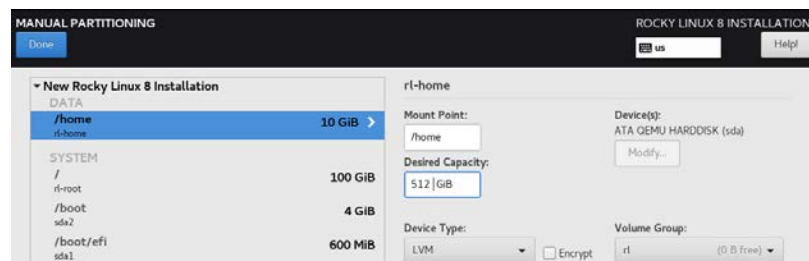 MANUAL PARTITIONING
ROCKY LINUX 8 INSTALLATION
Done
us
Help!
New Rocky Linux 8 Installation
DATA
/home
rl-home
10 GiB
SYSTEM
/
rl-root
100 GiB
/boot
sda2
4 GiB
/boot/efi
sda1
600 MiB
rl-home
Mount Point:
/home
Desired Capacity:
512 GiB
Device(s):
ATA QEMU HARDDISK (sda)
Modify...
Device Type:
LVM
Encrypt
Volume Group:
rl (0 B free)